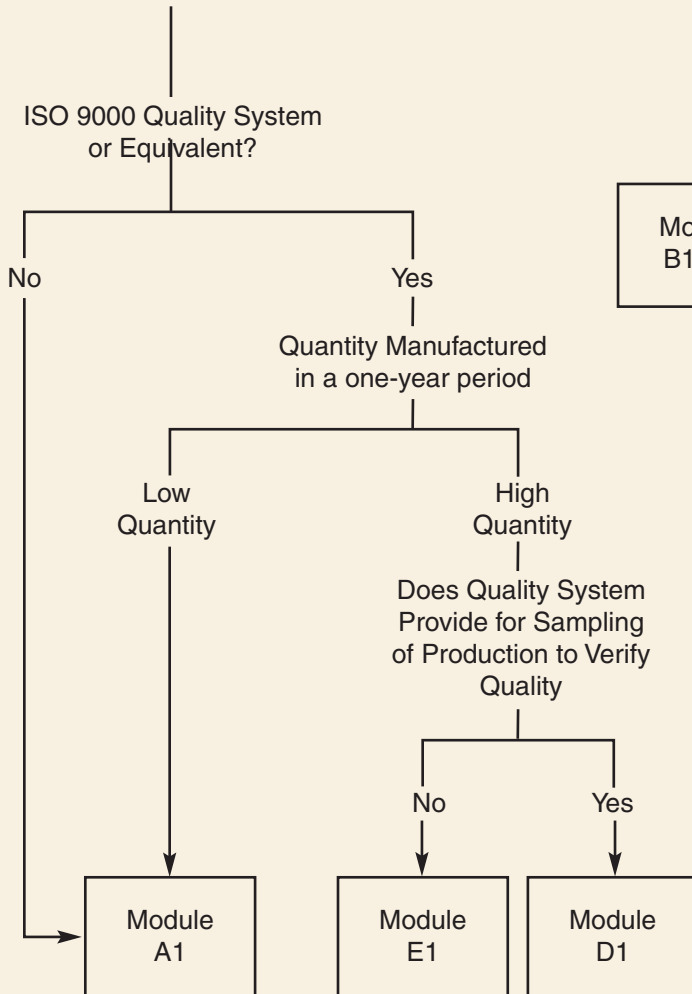 ISO 9000 Quality System
or Equivalent?
No
Yes
Quantity Manufactured
in a one-year period
Low
Quantity
High
Quantity
Does Quality System
Provide for Sampling
of Production to Verify
Quality
No
Yes
Module
A1
Module
E1
Module
D1
B1